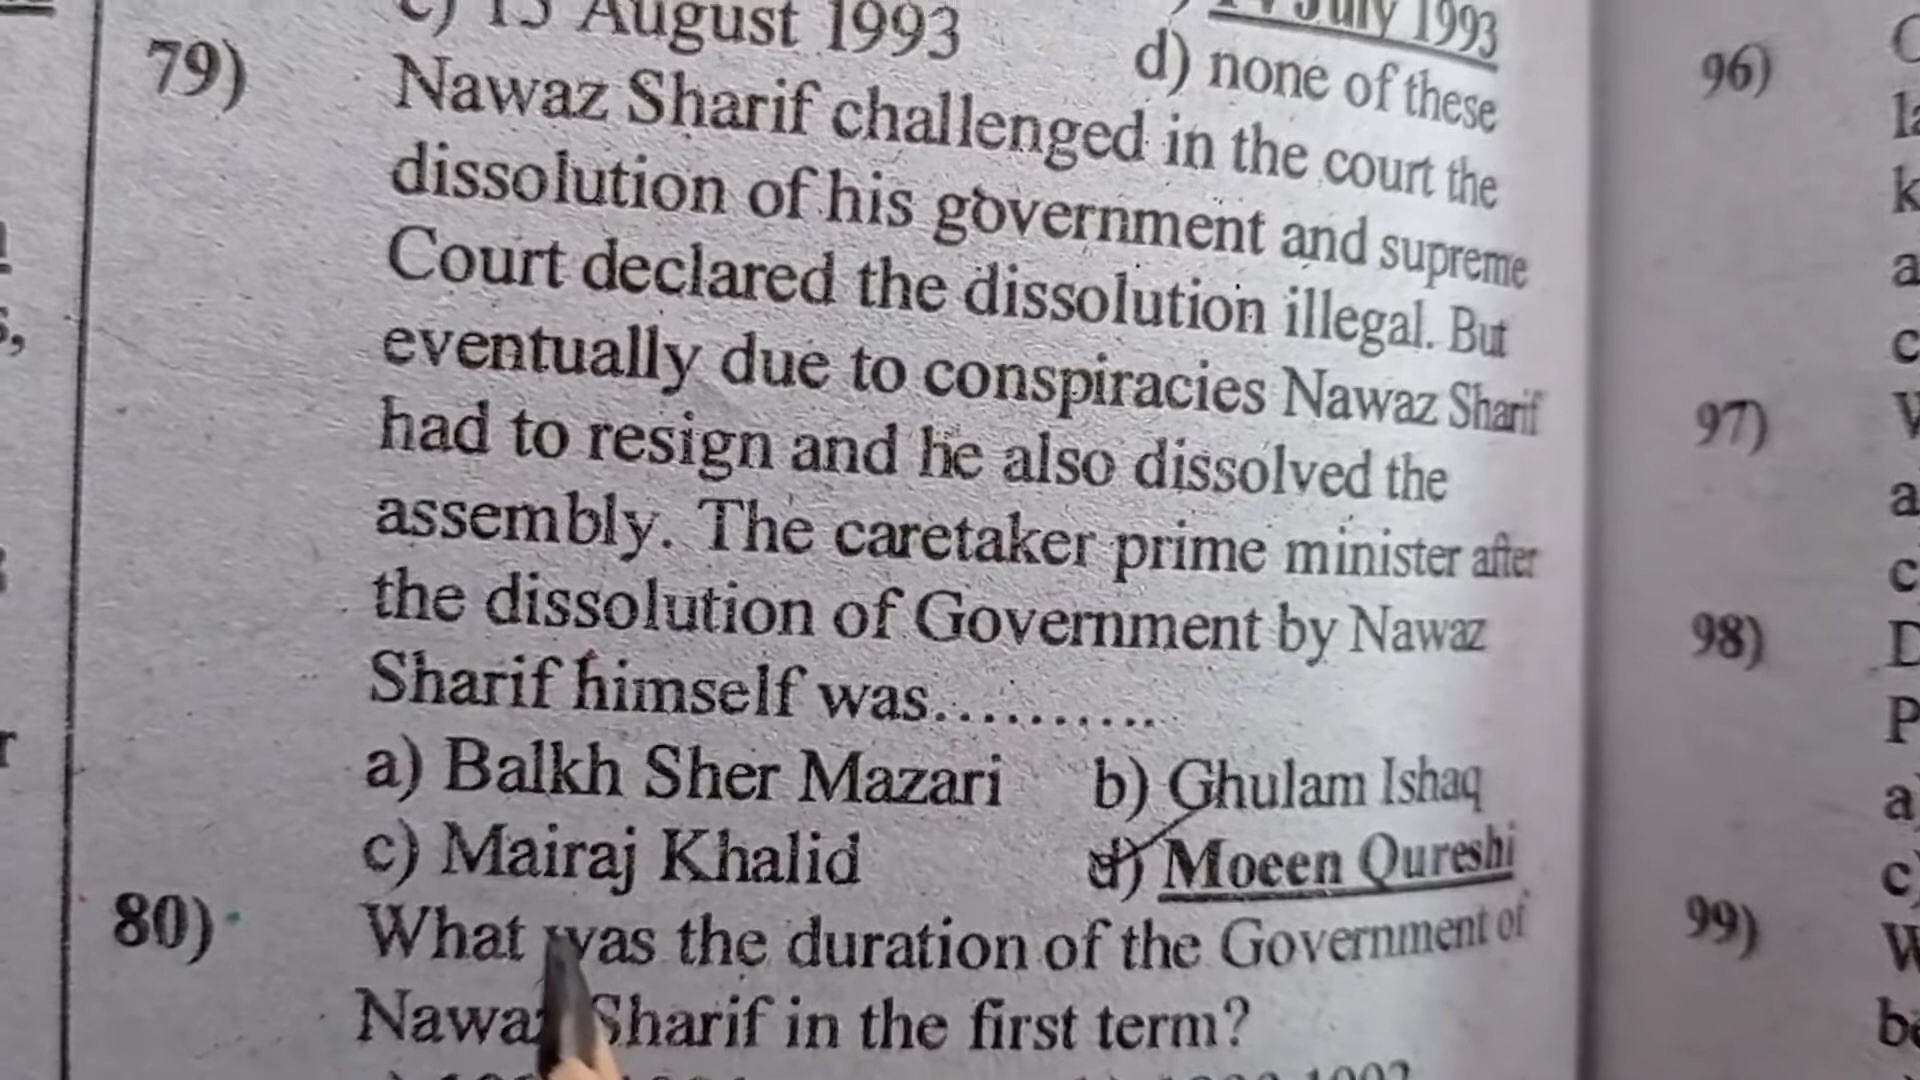 c) 15 August 1993
July 1993
d) none of these
79) Nawaz Sharif challenged in the court the
dissolution of his government and supreme
Court declared the dissolution illegal. But
eventually due to conspiracies Nawaz Sharif
had to resign and he also dissolved the
assembly. The caretaker prime minister after
the dissolution of Government by Nawaz
Sharif himself was..........
a) Balkh Sher Mazari b) Ghulam Ishaq
c) Mairaj Khalid d) Moeen Qureshi
80) What was the duration of the Government of
Nawaz Sharif in the first term?
96)
97)
98)
99)